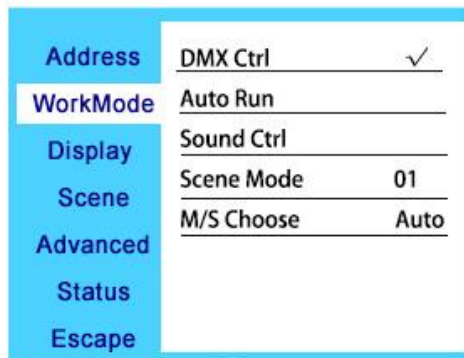 Address
WorkMode
Display
Scene
Advanced
Status
Escape
DMX Ctrl √
Auto Run
Sound Ctrl
Scene Mode 01
M/S Choose Auto